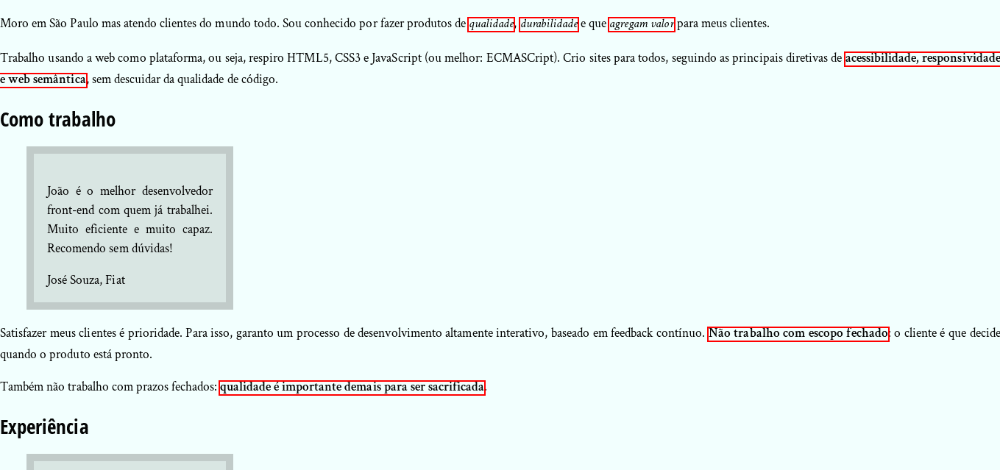 Moro em São Paulo mas atendo clientes do mundo todo. Sou conhecido por fazer produtos de qualidade, durabilidade e que agregam valor para meus clientes.
Trabalho usando a web como plataforma, ou seja, respiro HTML5, CSS3 e JavaScript (ou melhor: ECMASCript). Crio sites para todos, seguindo as principais diretivas de acessibilidade, responsividade
e web semântica, sem descuidar da qualidade de código.
Como trabalho
João é o melhor desenvolvedor
front-end com quem já trabalhei.
Muito eficiente e muito capaz.
Recomendo sem dúvidas!
José Souza, Fiat
Satisfazer meus clientes é prioridade. Para isso, garanto um processo de desenvolvimento altamente interativo, baseado em feedback contínuo. Não trabalho com escopo fechado: o cliente é que decide
quando o produto está pronto.
Também não trabalho com prazos fechados: qualidade é importante demais para ser sacrificada.
Experiência